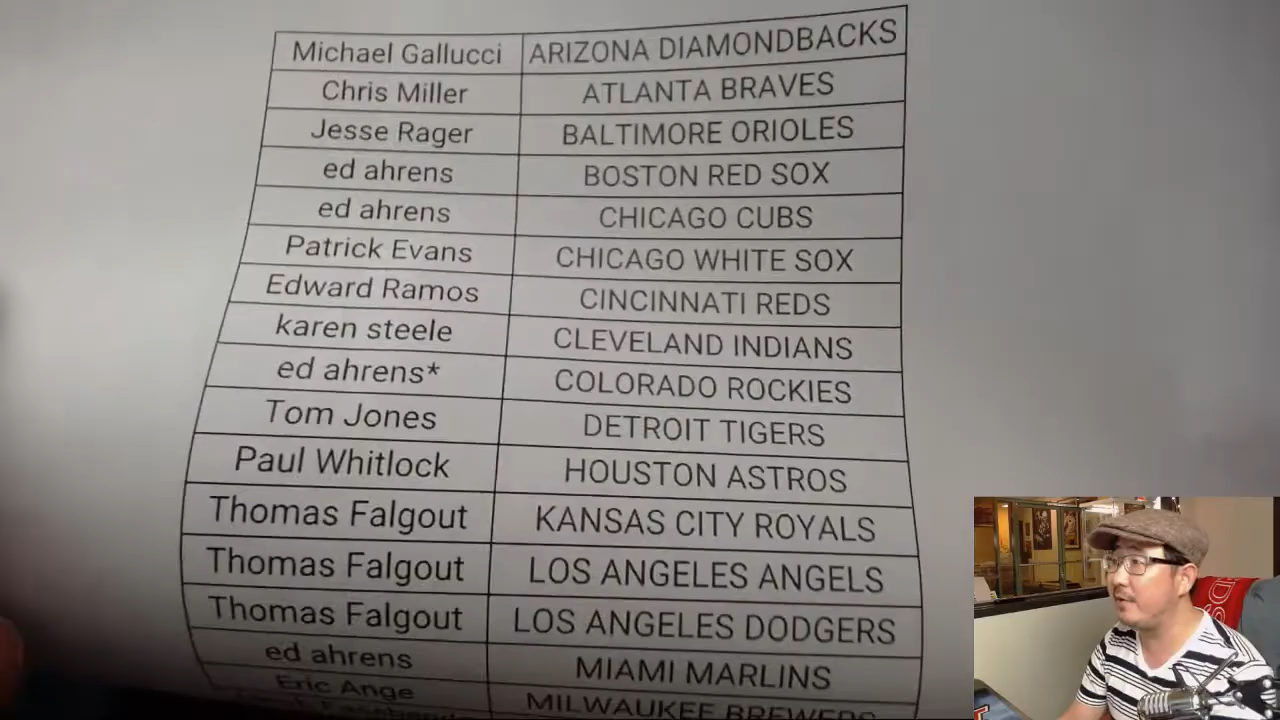 Michael Gallucci ARIZONA DIAMONDBACKS
Chris Miller ATLANTA BRAVES
Jesse Rager BALTIMORE ORIOLES
ed ahrens BOSTON RED SOX
ed ahrens CHICAGO CUBS
Patrick Evans CHICAGO WHITE SOX
Edward Ramos CINCINNATI REDS
karen steele CLEVELAND INDIANS
ed ahrens* COLORADO ROCKIES
Tom Jones DETROIT TIGERS
Paul Whitlock HOUSTON ASTROS
Thomas Falgout KANSAS CITY ROYALS
Thomas Falgout LOS ANGELES ANGELS
Thomas Falgout LOS ANGELES DODGERS
ed ahrens MIAMI MARLINS
Eric Ange MILWAUKEE BREWERS